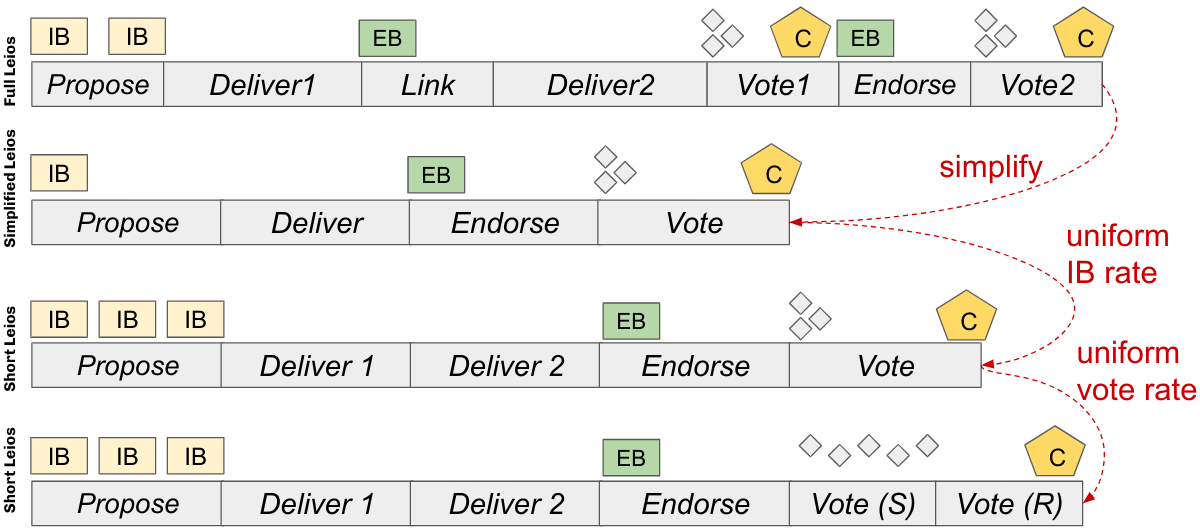 Full Leios
IB IB EB C EB C
Propose Deliver1 Link Deliver2 Vote1 Endorse Vote2
simplify
Simplified Leios
IB EB C
Propose Deliver Endorse Vote
uniform
IB rate
Short Leios
IB IB IB EB C
Propose Deliver 1 Deliver 2 Endorse Vote
uniform
vote rate
Short Leios
IB IB IB EB C
Propose Deliver 1 Deliver 2 Endorse Vote (S) Vote (R)